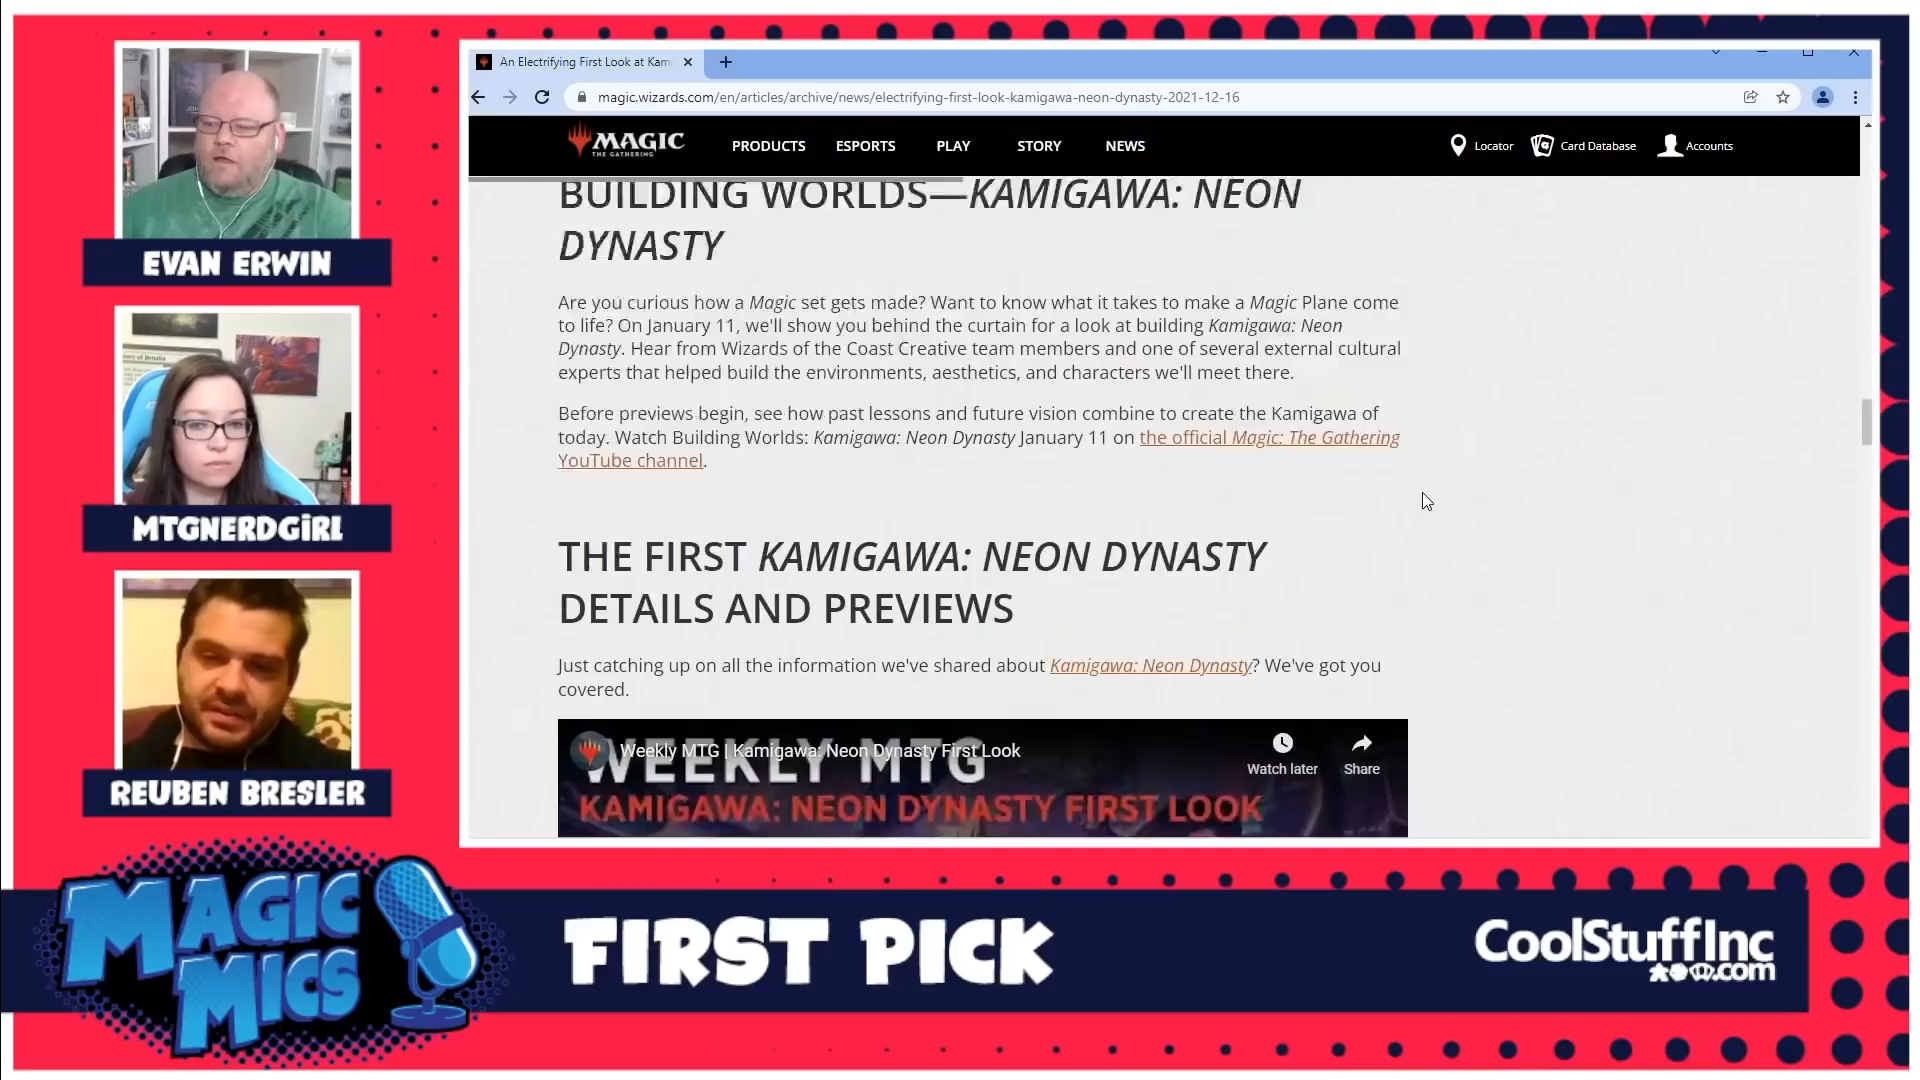 An Electrifying First Look at Kam
magic.wizards.com/en/articles/archive/news/electrifying-first-look-kamigawa-neon-dynasty-2021-12-16
MAGIC
THE GATHERING
PRODUCTS
ESPORTS
PLAY
STORY
NEWS
Locator
Card Database
Accounts
BUILDING WORLDS—KAMIGAWA: NEON
DYNASTY
Are you curious how a Magic set gets made? Want to know what it takes to make a Magic Plane come
to life? On January 11, we'll show you behind the curtain for a look at building Kamigawa: Neon
Dynasty. Hear from Wizards of the Coast Creative team members and one of several external cultural
experts that helped build the environments, aesthetics, and characters we'll meet there.
Before previews begin, see how past lessons and future vision combine to create the Kamigawa of
today. Watch Building Worlds: Kamigawa: Neon Dynasty January 11 on the official Magic: The Gathering
YouTube channel.
THE FIRST KAMIGAWA: NEON DYNASTY
DETAILS AND PREVIEWS
Just catching up on all the information we've shared about Kamigawa: Neon Dynasty? We've got you
covered.
Weekly MTG | Kamigawa: Neon Dynasty First Look
Watch later
Share
WEEKLY MTG
KAMIGAWA: NEON DYNASTY FIRST LOOK
EVAN ERWIN
MTGNERDGIRL
REUBEN BRESLER
MAGIC
MICS
FIRST PICK
CoolStuffInc
.com